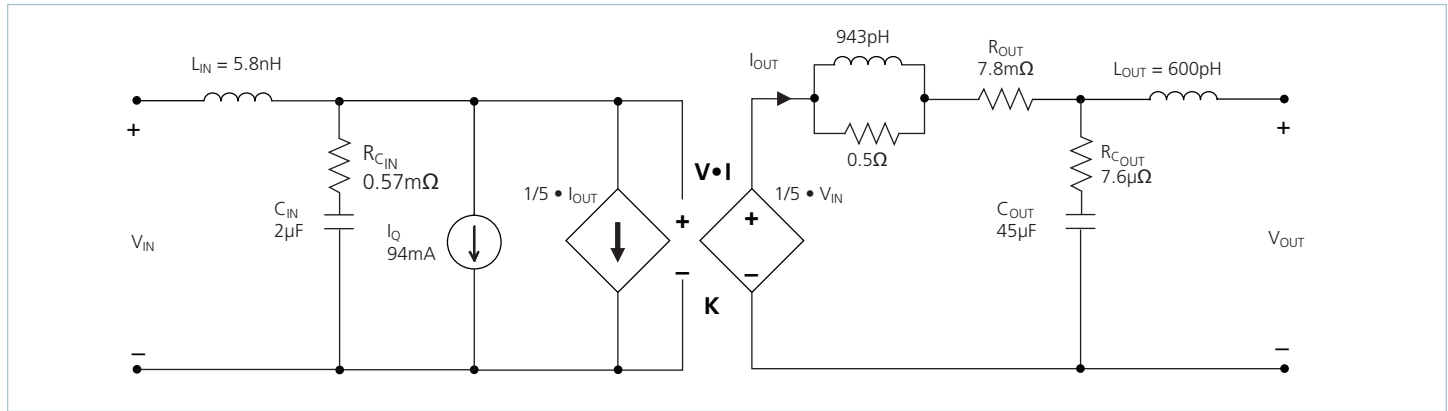 L_IN = 5.8nH
+
R_C_IN
0.57mΩ
C_IN
2µF
V_IN
I_Q
94mA
1/5 • I_OUT
V•I
+
–
K
1/5 • V_IN
+
–
I_OUT
943pH
0.5Ω
R_OUT
7.8mΩ
L_OUT = 600pH
+
R_C_OUT
7.6µΩ
C_OUT
45µF
V_OUT
–
–